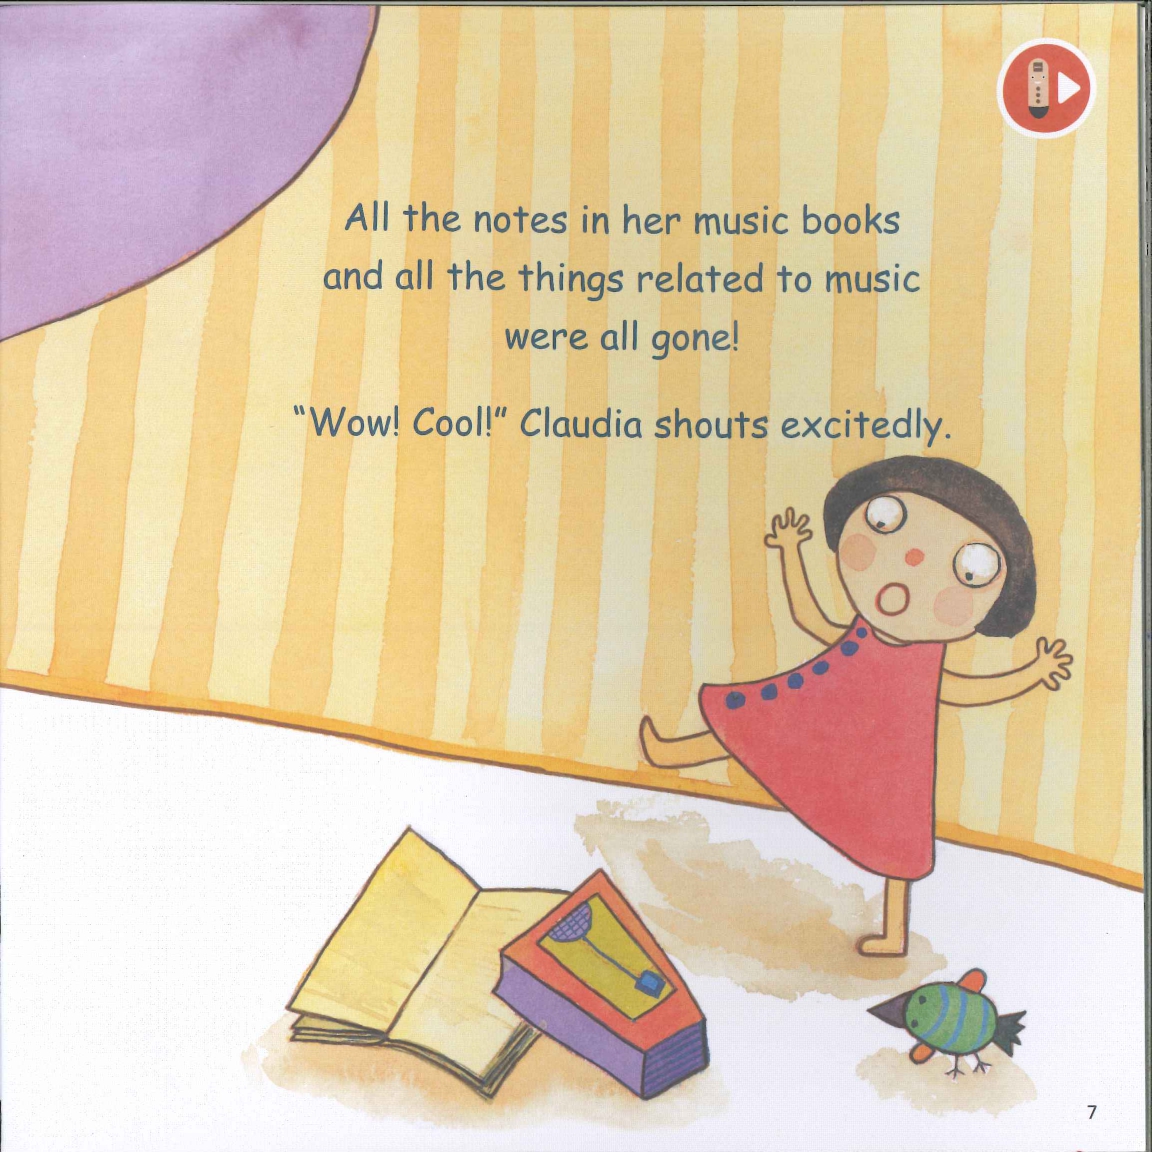 All the notes in her music books
and all the things related to music
were all gone!
“Wow! Cool!” Claudia shouts excitedly.
7